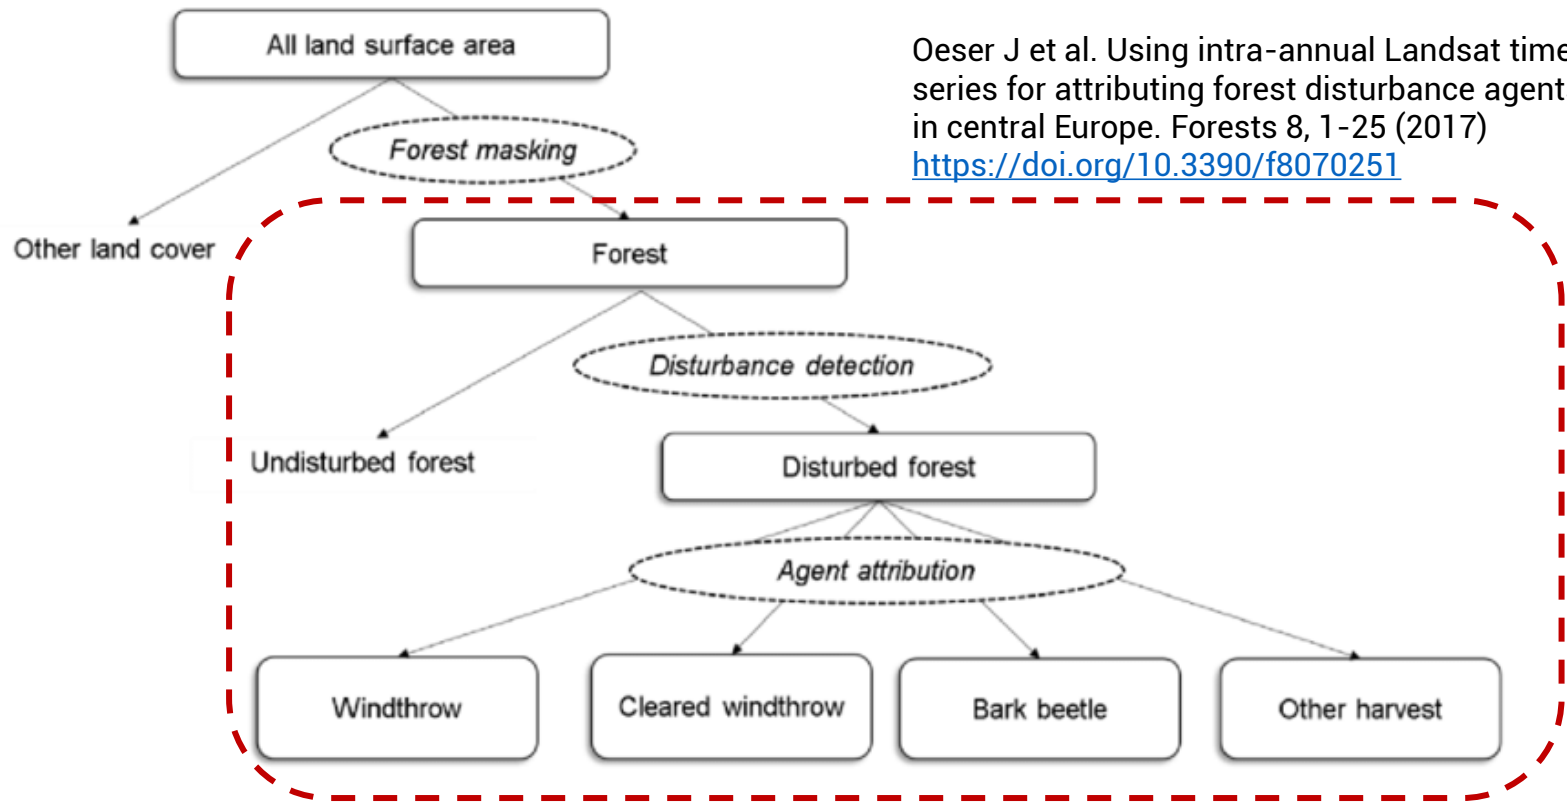 All land surface area
Oeser J et al. Using intra-annual Landsat time
series for attributing forest disturbance agent
in central Europe. Forests 8, 1-25 (2017)
https://doi.org/10.3390/f8070251
Forest masking
Other land cover
Forest
Disturbance detection
Undisturbed forest
Disturbed forest
Agent attribution
Windthrow
Cleared windthrow
Bark beetle
Other harvest